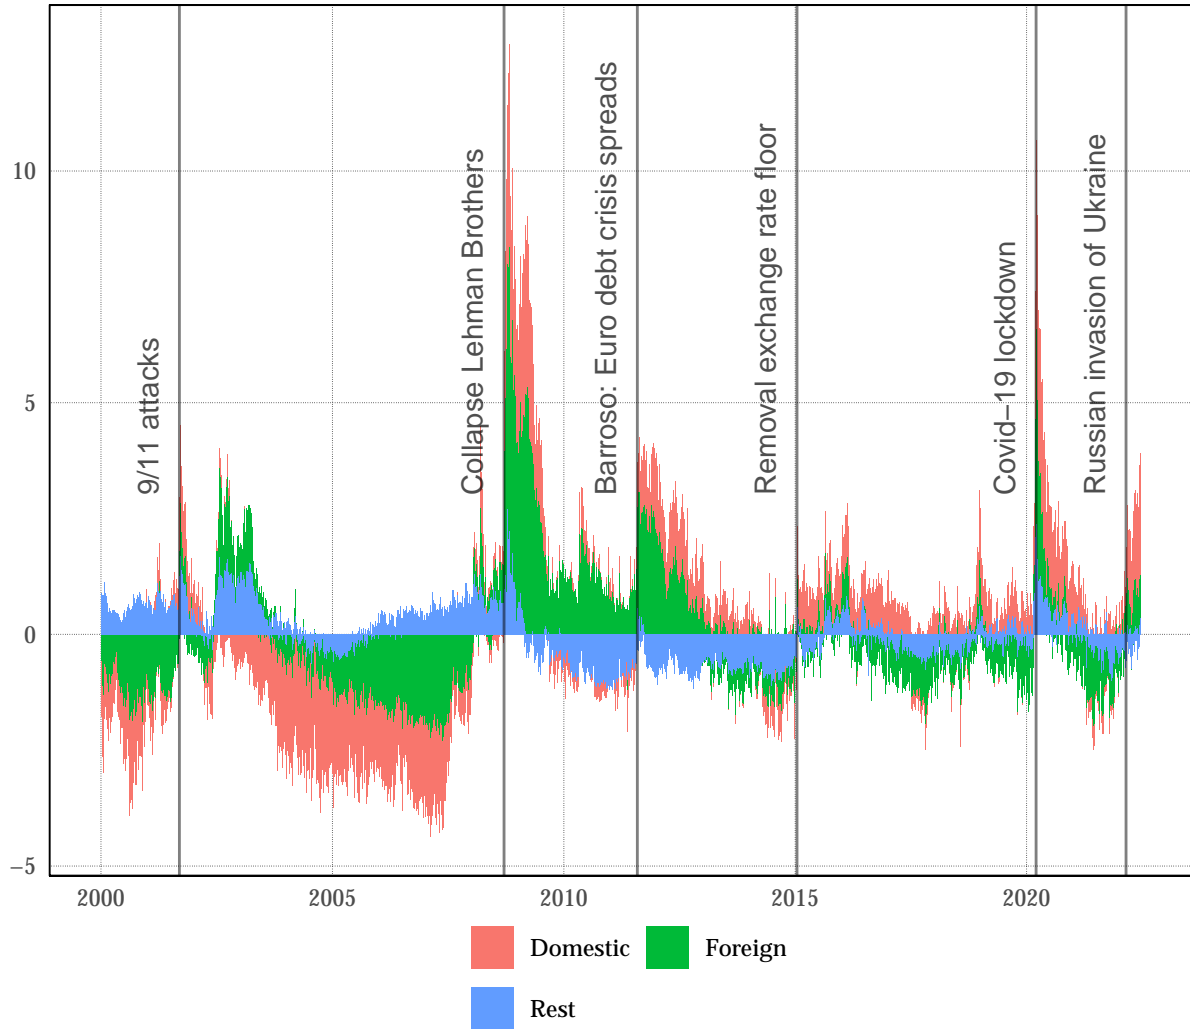 10
5
0
−5
9/11 attacks
Collapse Lehman Brothers
Barroso: Euro debt crisis spreads
Removal exchange rate floor
Covid−19 lockdown
Russian invasion of Ukraine
2000
2005
2010
2015
2020
Domestic
Foreign
Rest